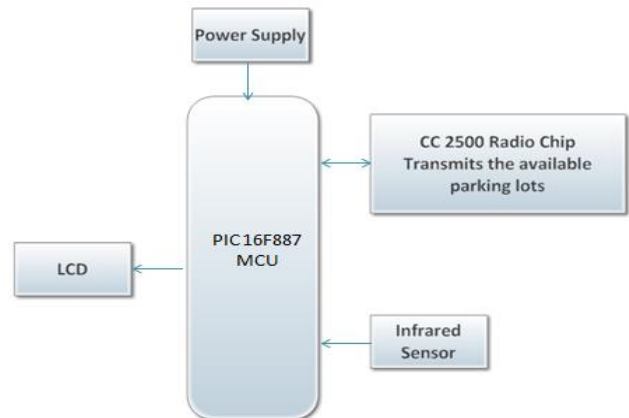 Power Supply
CC 2500 Radio Chip
Transmits the available
parking lots
PIC16F887
MCU
LCD
Infrared
Sensor